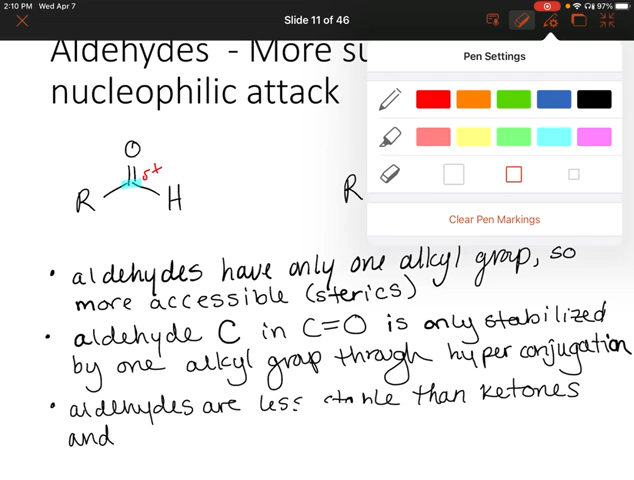 2:10 PM Wed Apr 7
97%
Slide 11 of 46
Aldehydes - More su
nucleophilic attack
Pen Settings
Clear Pen Markings
O
δ+
R
H
R
• aldehydes have only one alkyl group, so
more accessible (sterics)
• aldehyde C in C=O is only stabilized
by one alkyl group through hyperconjugation
• aldehydes are less stable than ketones
and